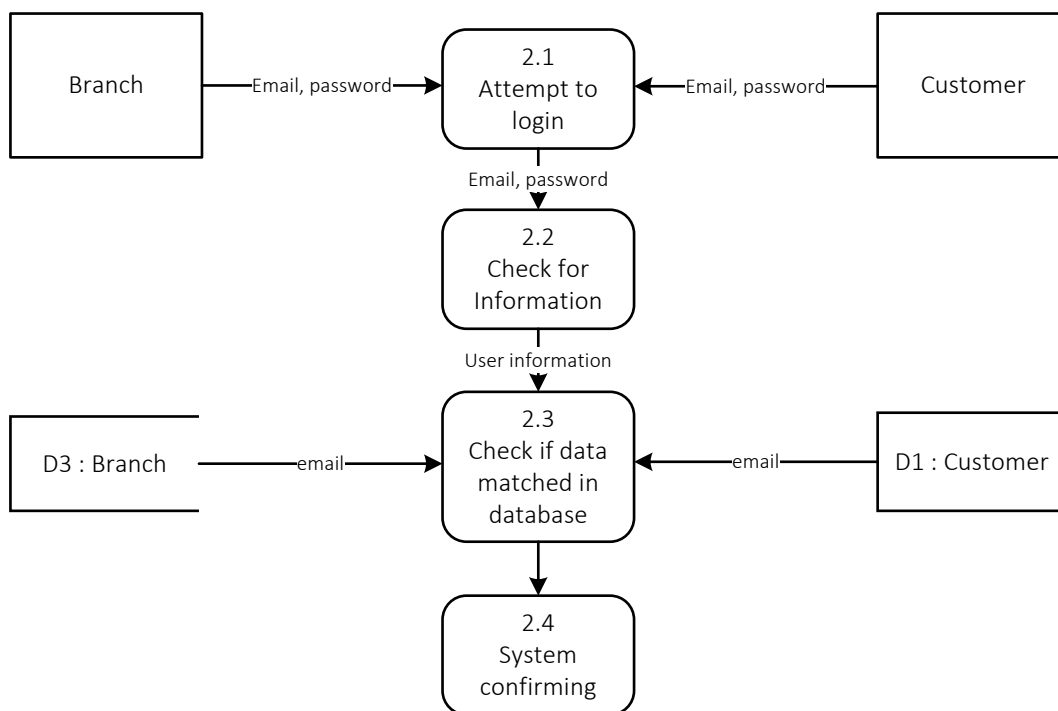 Branch
Email, password
2.1
Attempt to
login
Email, password
Customer
Email, password
2.2
Check for
Information
User information
D3 : Branch
email
2.3
Check if data
matched in
database
email
D1 : Customer
2.4
System
confirming